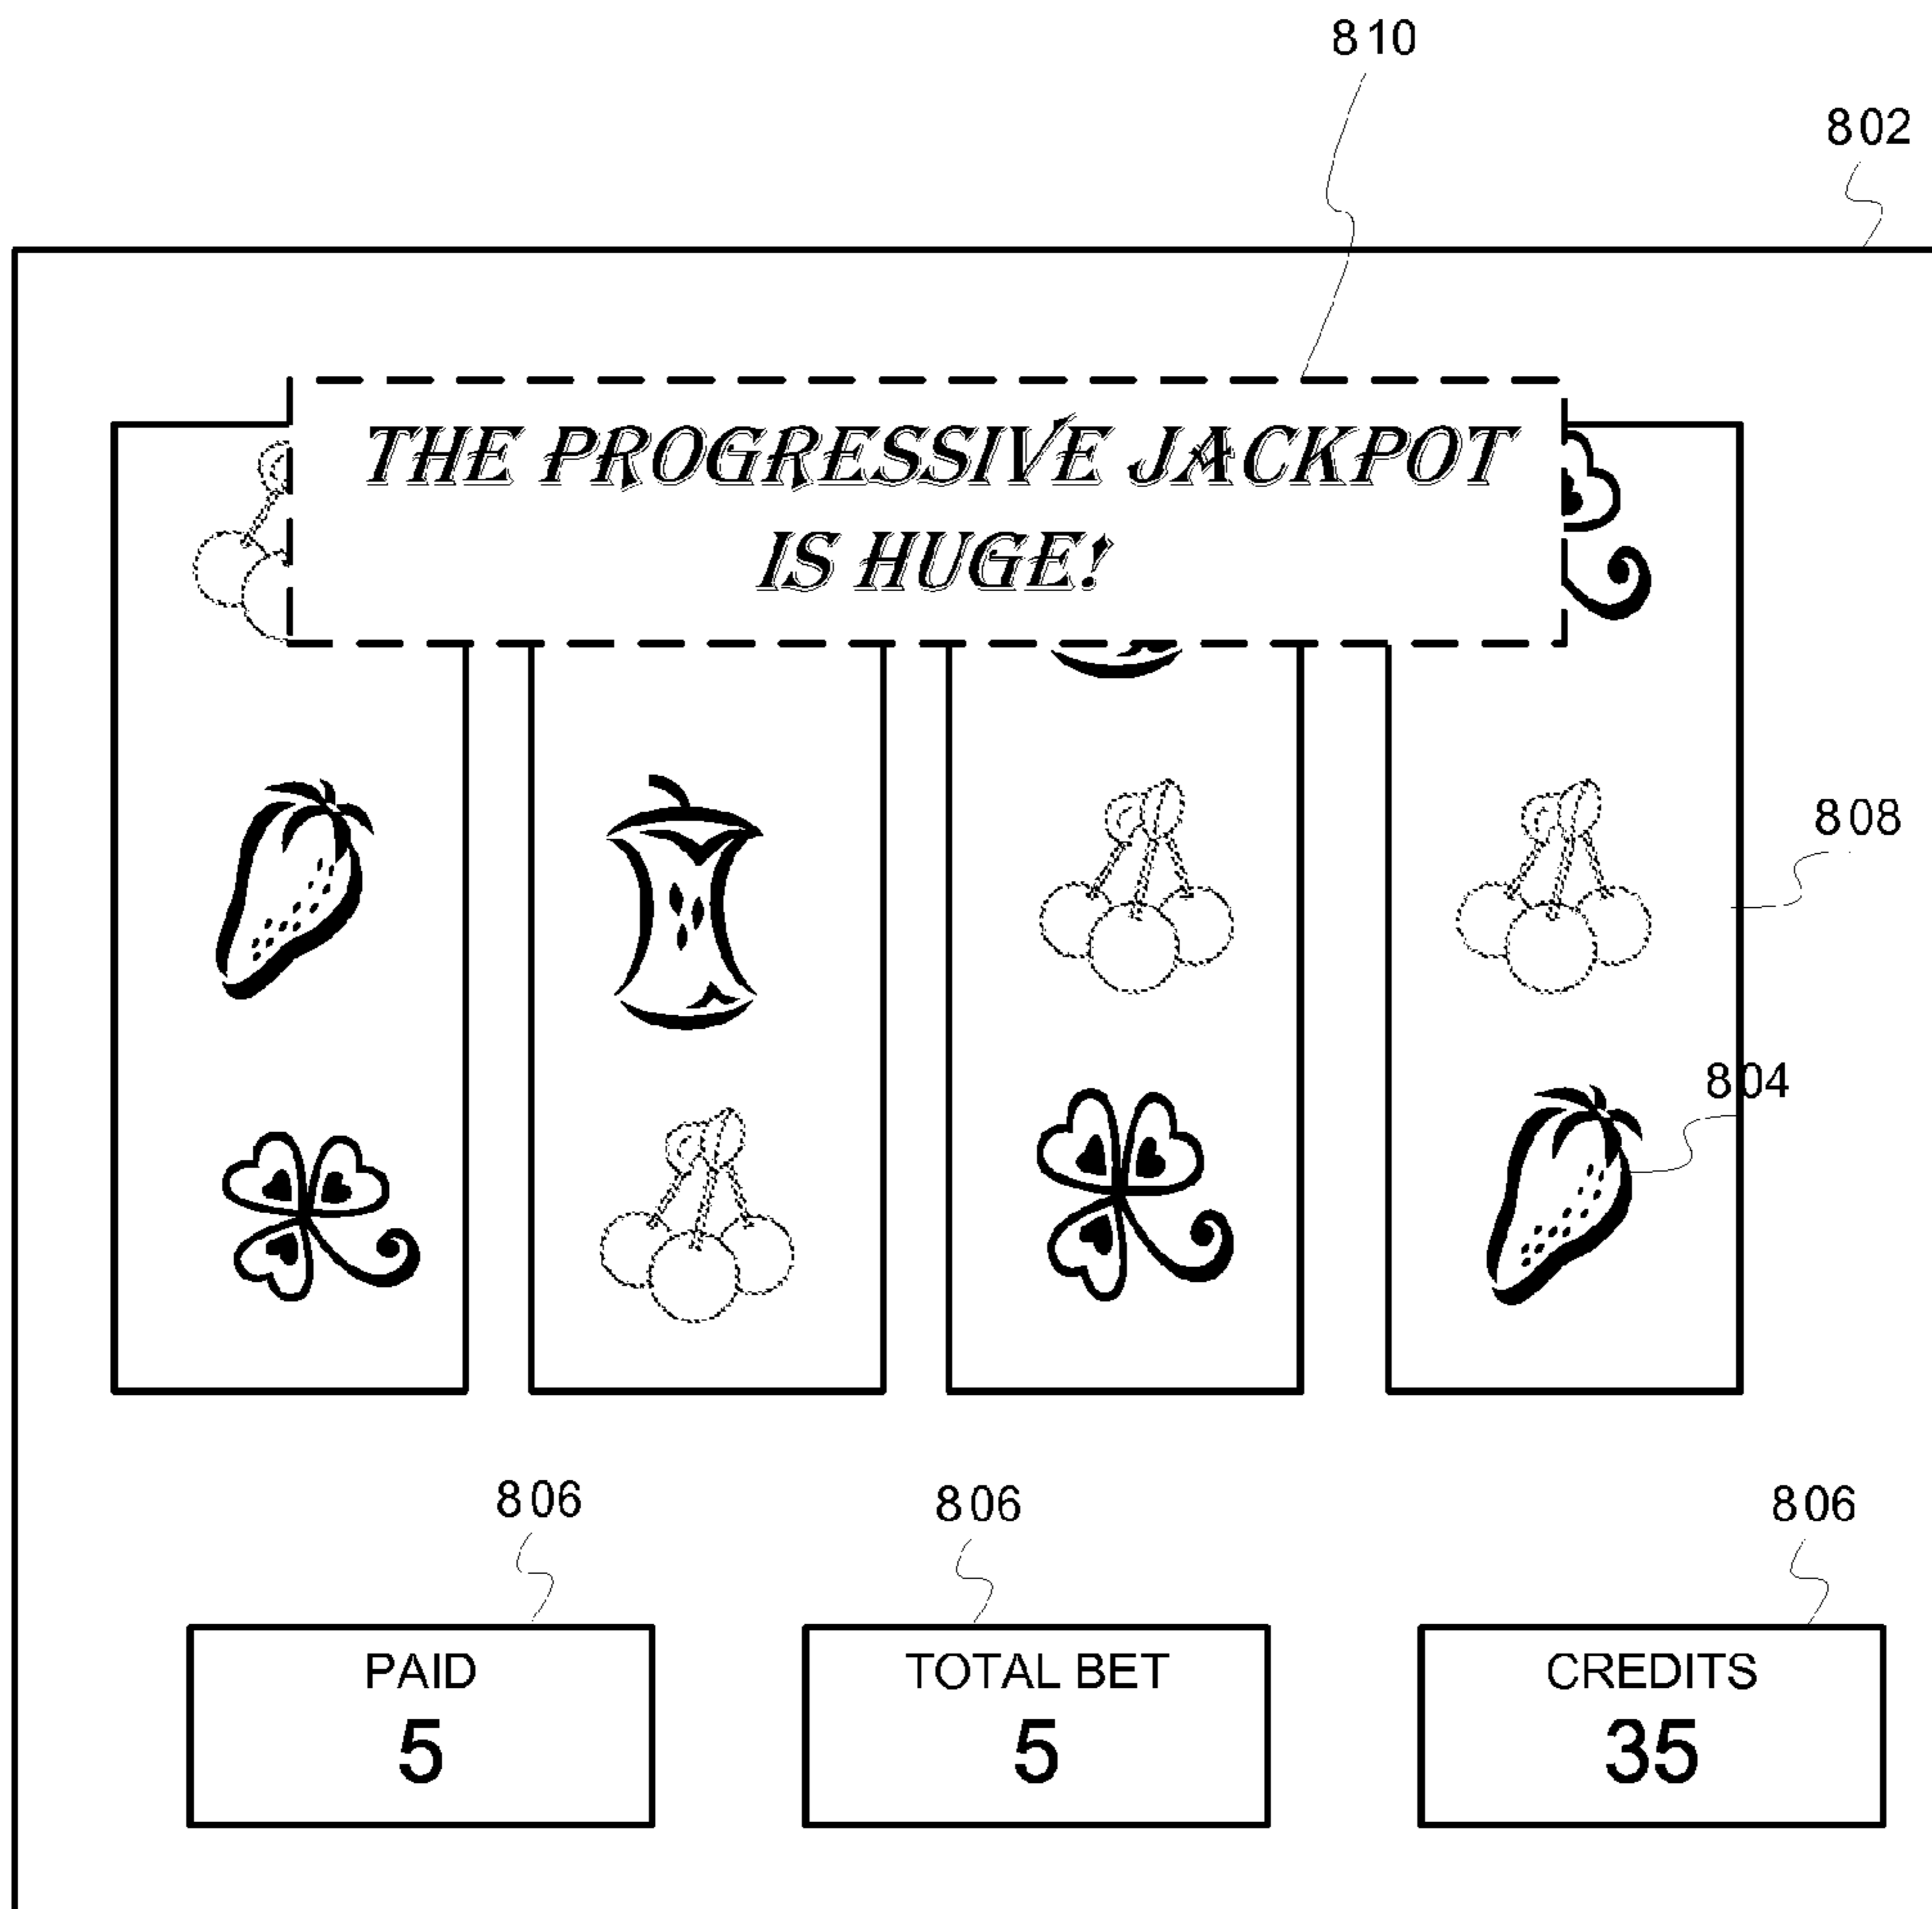 810
802
THE PROGRESSIVE JACKPOT
IS HUGE!
808
804
806 806 806
PAID TOTAL BET CREDITS
5 5 35